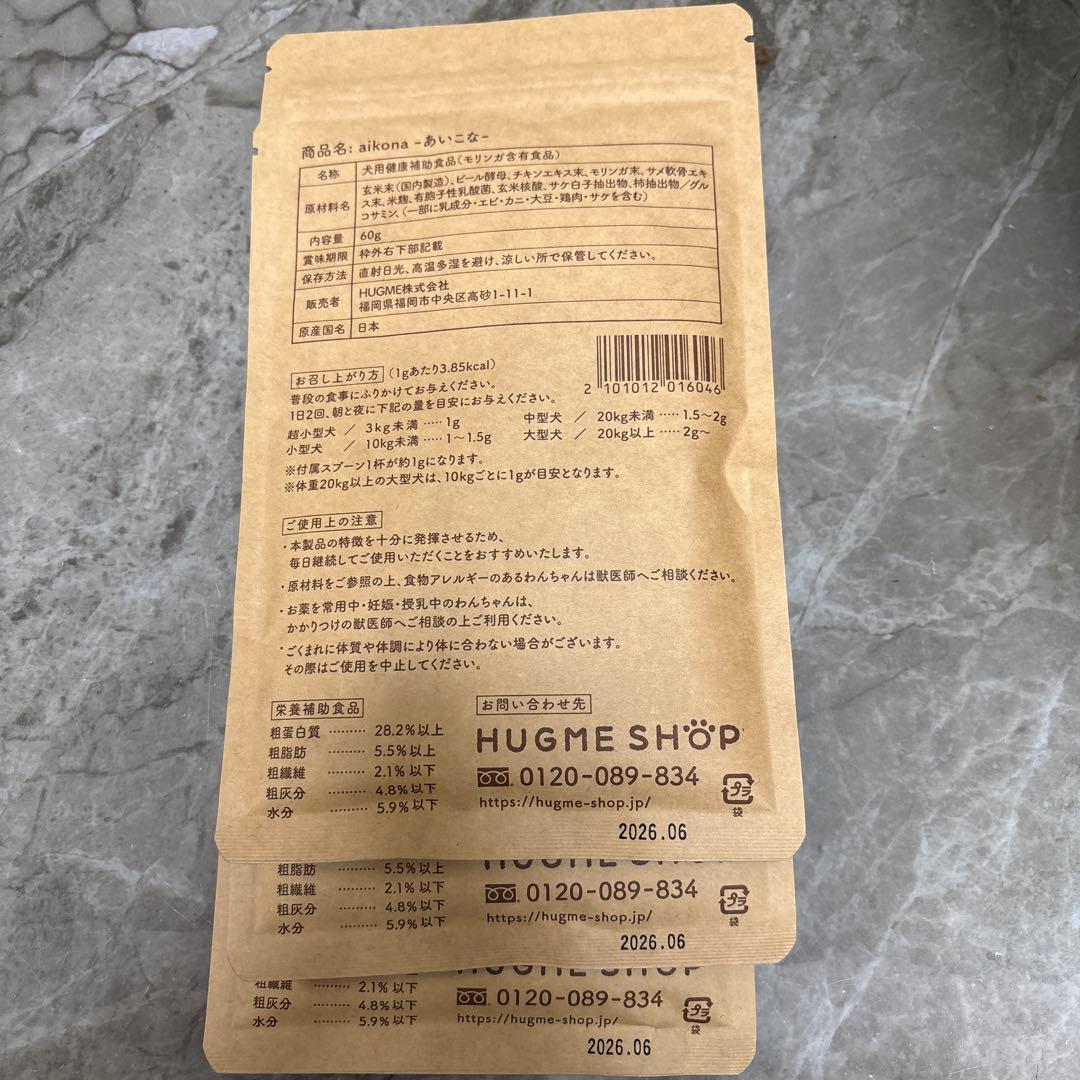 商品名: aikona -あいこな-
名称 犬用健康補助食品(モリンガ含有食品)
原材料名 玄米末(国内製造)、ビール酵母、チキンエキス末、モリンガ末、サメ軟骨エキ
ス末、米麹、有胞子性乳酸菌、玄米核酸、サケ白子抽出物、柿抽出物/グル
コサミン、(一部に乳成分・エビ・カニ・大豆・鶏肉・サケを含む)
内容量 60g
賞味期限 枠外右下部記載
保存方法 直射日光、高温多湿を避け、涼しい所で保管してください。
販売者 HUGME株式会社
福岡県福岡市中央区高砂1-11-1
原産国名 日本
2 101012 016046
お召し上がり方 (1gあたり3.85kcal)
普段の食事にふりかけてお与えください。
1日2回、朝と夜に下記の量を目安にお与えください。
超小型犬 / 3kg未満 ····· 1g
小型犬 / 10kg未満 ····· 1〜1.5g
中型犬 / 20kg未満 ····· 1.5〜2g
大型犬 / 20kg以上 ····· 2g〜
※付属スプーン1杯が約1gになります。
※体重20kg以上の大型犬は、10kgごとに1gが目安となります。
ご使用上の注意
・本製品の特徴を十分に発揮させるため、
毎日継続してご使用いただくことをおすすめいたします。
・原材料をご参照の上、食物アレルギーのあるわんちゃんは獣医師へご相談ください。
・お薬を常用中・妊娠・授乳中のわんちゃんは、
かかりつけの獣医師へご相談の上ご利用ください。
・ごくまれに体質や体調により体に合わない場合がございます。
その際はご使用を中止してください。
栄養補助食品
粗蛋白質 ········· 28.2%以上
粗脂肪 ········· 5.5%以上
粗繊維 ········· 2.1%以下
粗灰分 ········· 4.8%以下
水分 ········· 5.9%以下
お問い合わせ先
HUGME SHOP
0120-089-834
https://hugme-shop.jp/
プラ
袋
2026.06
粗脂肪 ········· 5.5%以上
粗繊維 ········· 2.1%以下
粗灰分 ········· 4.8%以下
水分 ········· 5.9%以下
HUGME SHOP
0120-089-834
https://hugme-shop.jp/
プラ
袋
2026.06
粗繊維 ········· 2.1%以下
粗灰分 ········· 4.8%以下
水分 ········· 5.9%以下
HUGME SHOP
0120-089-834
https://hugme-shop.jp/
プラ
袋
2026.06